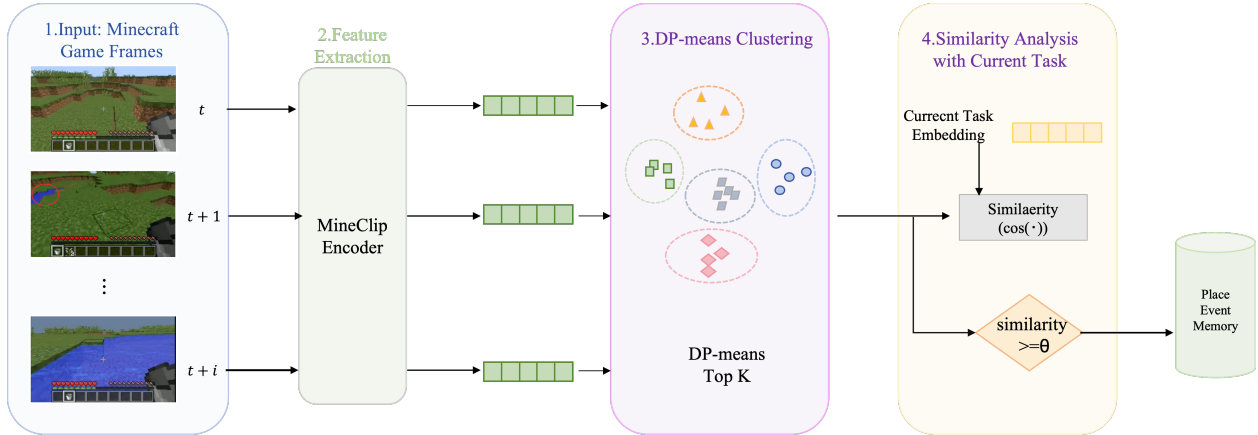 1.Input: Minecraft
Game Frames
t
t + 1
⋮
t + i
2.Feature
Extraction
MineClip
Encoder
3.DP-means Clustering
DP-means
Top K
4.Similarity Analysis
with Current Task
Currecnt Task
Embedding
Similaerity
(cos(·))
similarity
>=θ
Place
Event
Memory